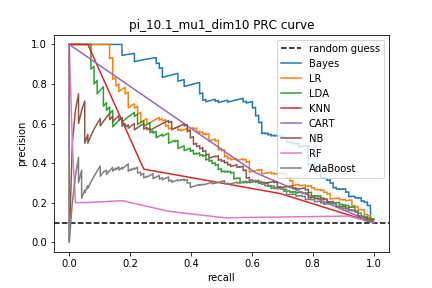 pi_10.1_mu1_dim10 PRC curve
precision
1.0
0.8
0.6
0.4
0.2
0.0
random guess
Bayes
LR
LDA
KNN
CART
NB
RF
AdaBoost
0.0 0.2 0.4 0.6 0.8 1.0
recall